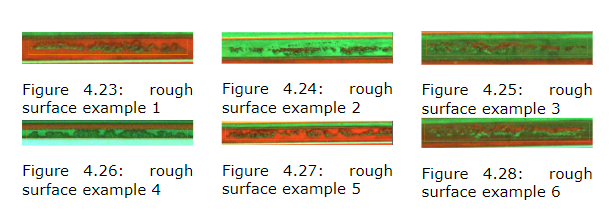 Figure 4.23: rough
surface example 1
Figure 4.24: rough
surface example 2
Figure 4.25: rough
surface example 3
Figure 4.26: rough
surface example 4
Figure 4.27: rough
surface example 5
Figure 4.28: rough
surface example 6